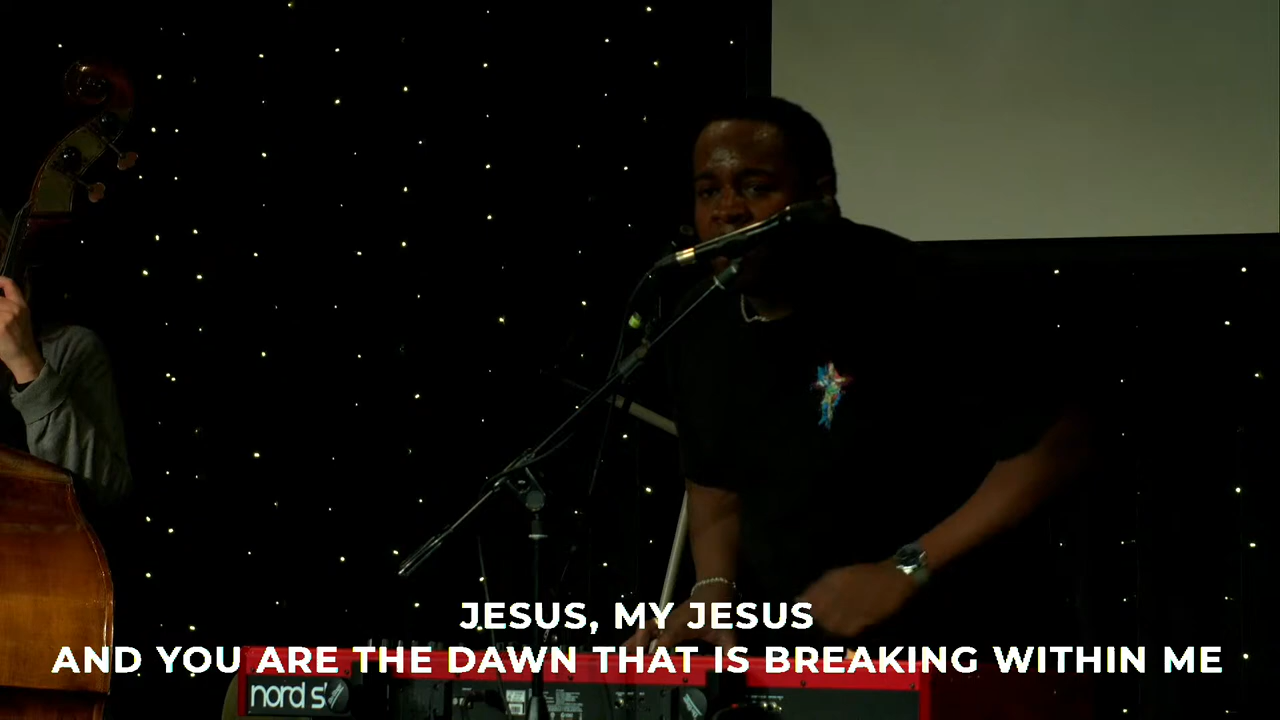 JESUS, MY JESUS
AND YOU ARE THE DAWN THAT IS BREAKING WITHIN ME
nord s